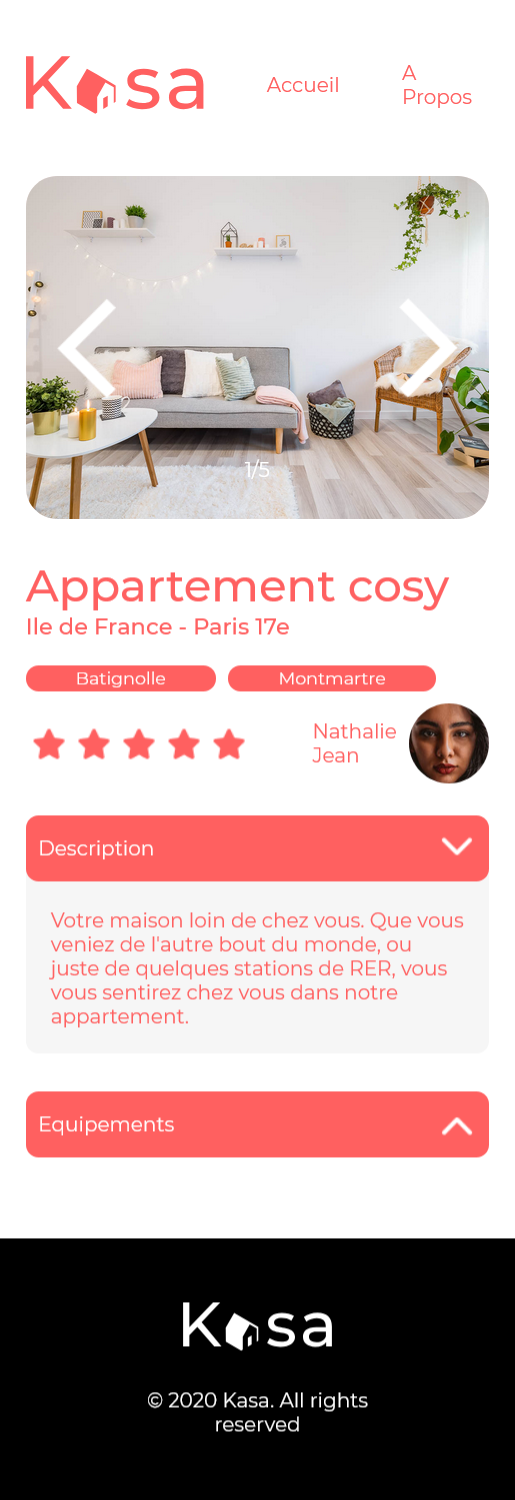 Kasa
Accueil
A
Propos
1/5
Appartement cosy
Ile de France - Paris 17e
Batignolle
Montmartre
Nathalie
Jean
Description
Votre maison loin de chez vous. Que vous
veniez de l'autre bout du monde, ou
juste de quelques stations de RER, vous
vous sentirez chez vous dans notre
appartement.
Equipements
Kasa
© 2020 Kasa. All rights
reserved